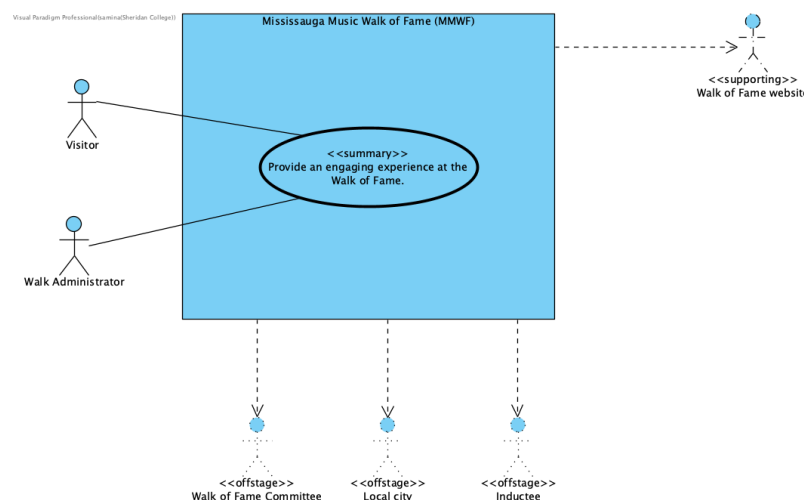 Visual Paradigm Professional(samina(Sheridan College))
Mississauga Music Walk of Fame (MMWF)
<<supporting>>
Walk of Fame website
Visitor
<<summary>>
Provide an engaging experience at the
Walk of Fame.
Walk Administrator
<<offstage>>
Walk of Fame Committee
<<offstage>>
Local city
<<offstage>>
Inductee